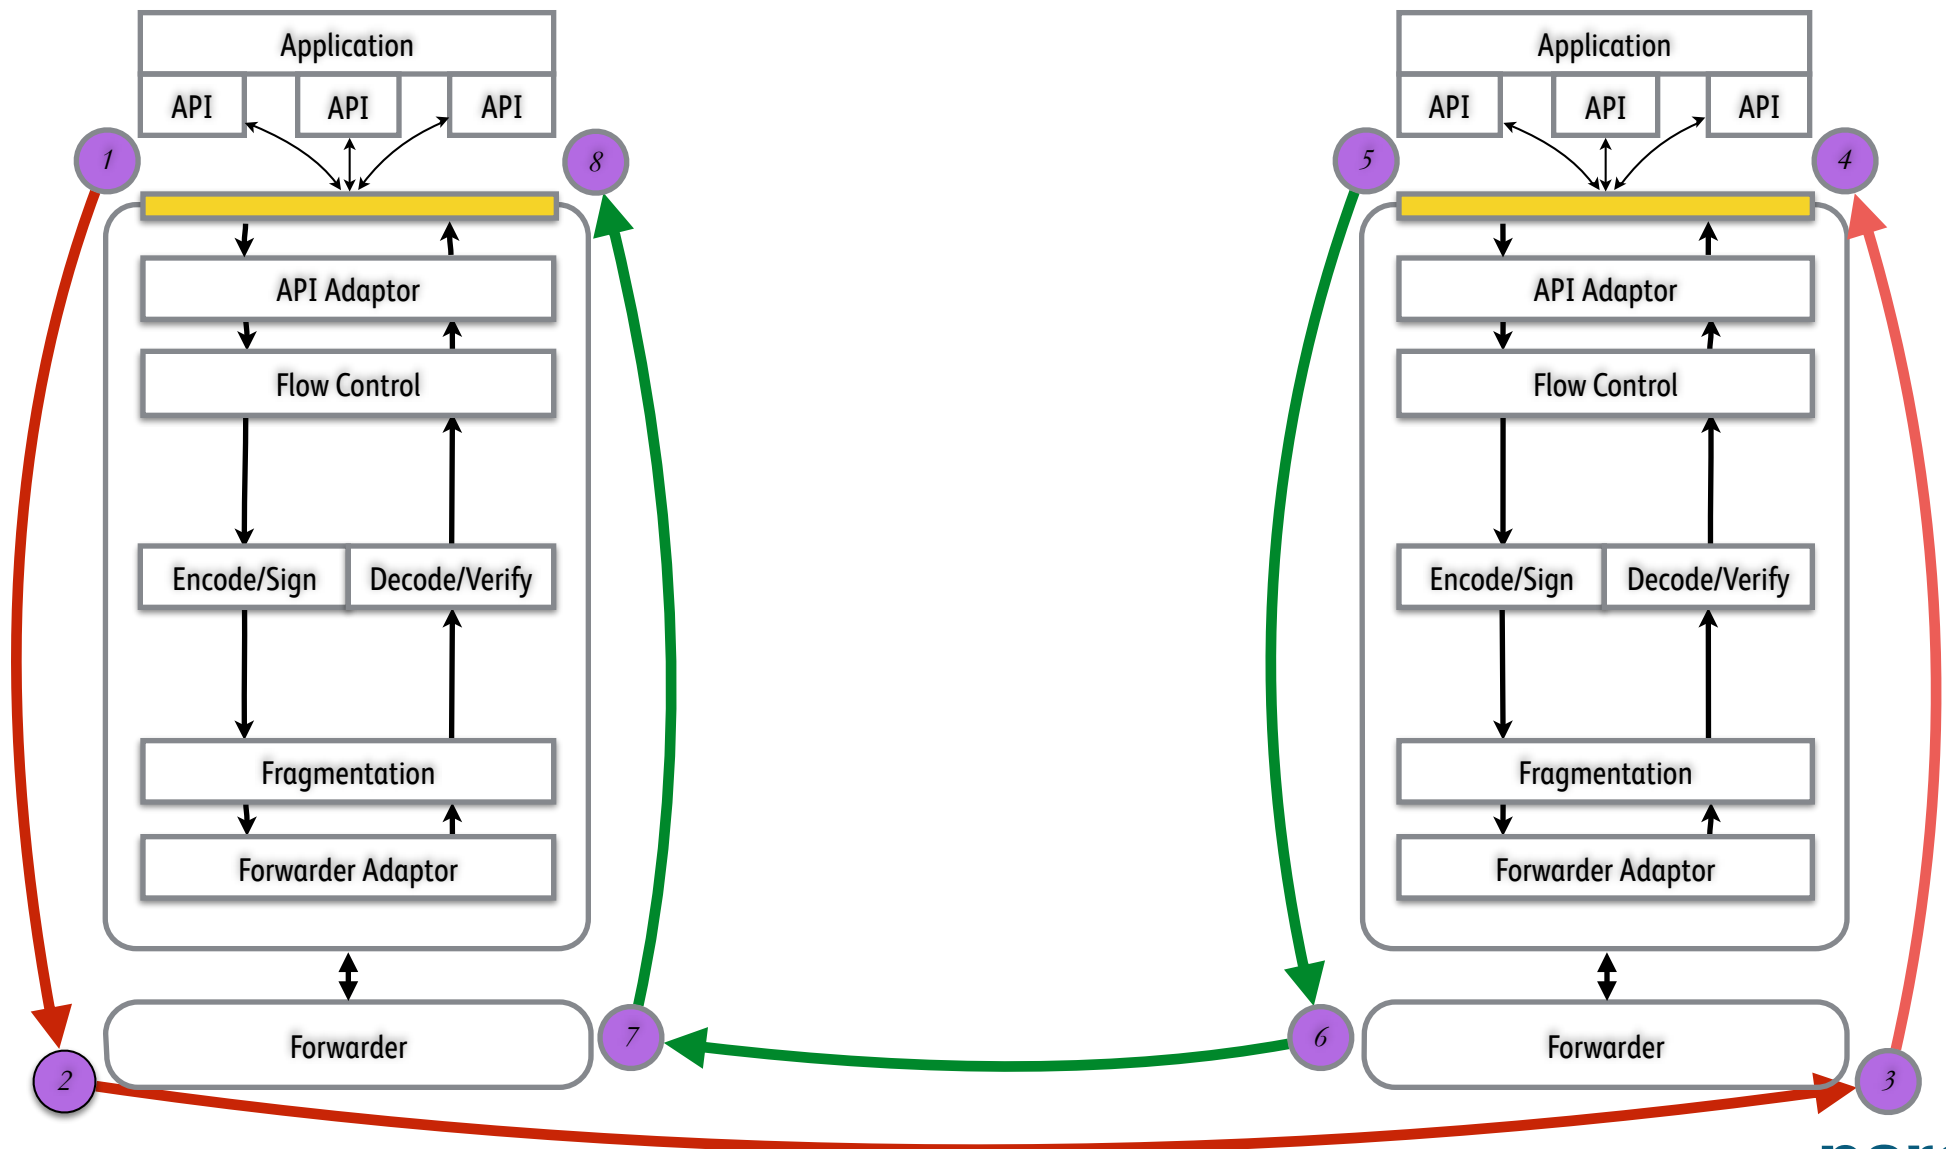 Application
API API API
1
8
API Adaptor
Flow Control
Encode/Sign Decode/Verify
Fragmentation
Forwarder Adaptor
Forwarder
2
7
Application
API API API
5
4
API Adaptor
Flow Control
Encode/Sign Decode/Verify
Fragmentation
Forwarder Adaptor
Forwarder
6
3